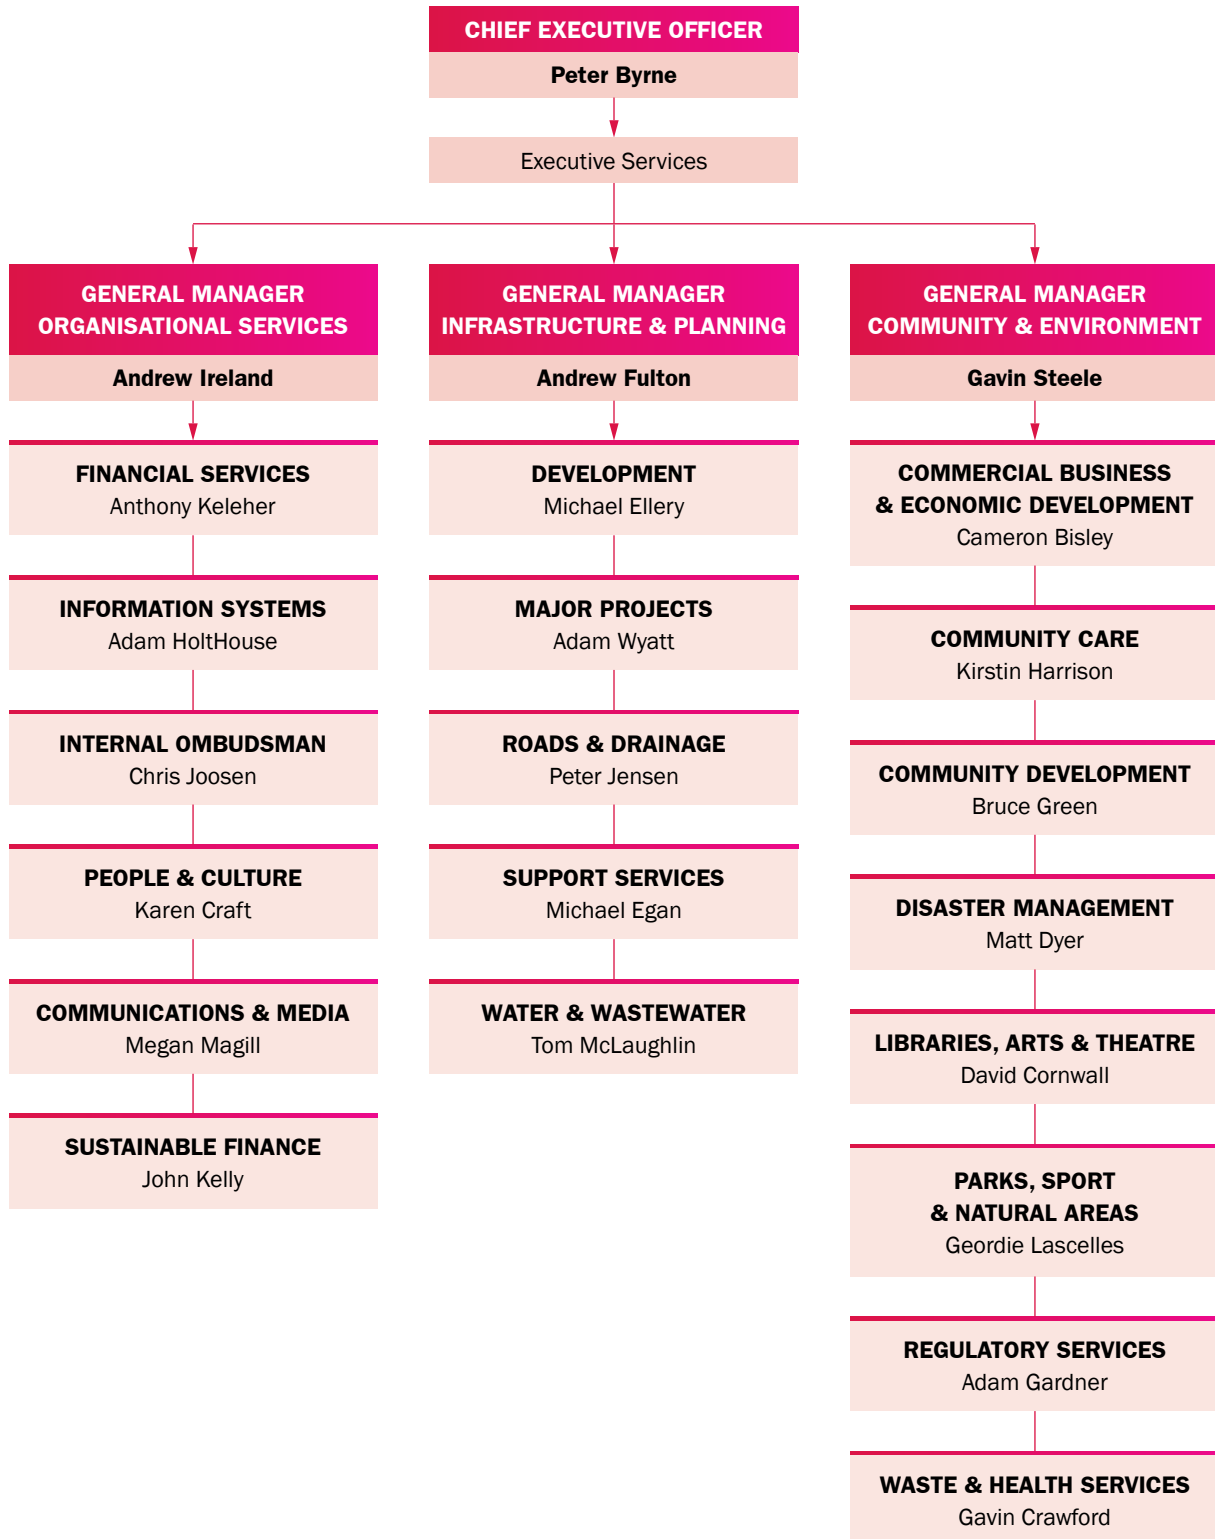 CHIEF EXECUTIVE OFFICER
Peter Byrne
Executive Services
GENERAL MANAGER
ORGANISATIONAL SERVICES
Andrew Ireland
FINANCIAL SERVICES
Anthony Keleher
INFORMATION SYSTEMS
Adam HoltHouse
INTERNAL OMBUDSMAN
Chris Joosen
PEOPLE & CULTURE
Karen Craft
COMMUNICATIONS & MEDIA
Megan Magill
SUSTAINABLE FINANCE
John Kelly
GENERAL MANAGER
INFRASTRUCTURE & PLANNING
Andrew Fulton
DEVELOPMENT
Michael Ellery
MAJOR PROJECTS
Adam Wyatt
ROADS & DRAINAGE
Peter Jensen
SUPPORT SERVICES
Michael Egan
WATER & WASTEWATER
Tom McLaughlin
GENERAL MANAGER
COMMUNITY & ENVIRONMENT
Gavin Steele
COMMERCIAL BUSINESS
& ECONOMIC DEVELOPMENT
Cameron Bisley
COMMUNITY CARE
Kirstin Harrison
COMMUNITY DEVELOPMENT
Bruce Green
DISASTER MANAGEMENT
Matt Dyer
LIBRARIES, ARTS & THEATRE
David Cornwall
PARKS, SPORT
& NATURAL AREAS
Geordie Lascelles
REGULATORY SERVICES
Adam Gardner
WASTE & HEALTH SERVICES
Gavin Crawford